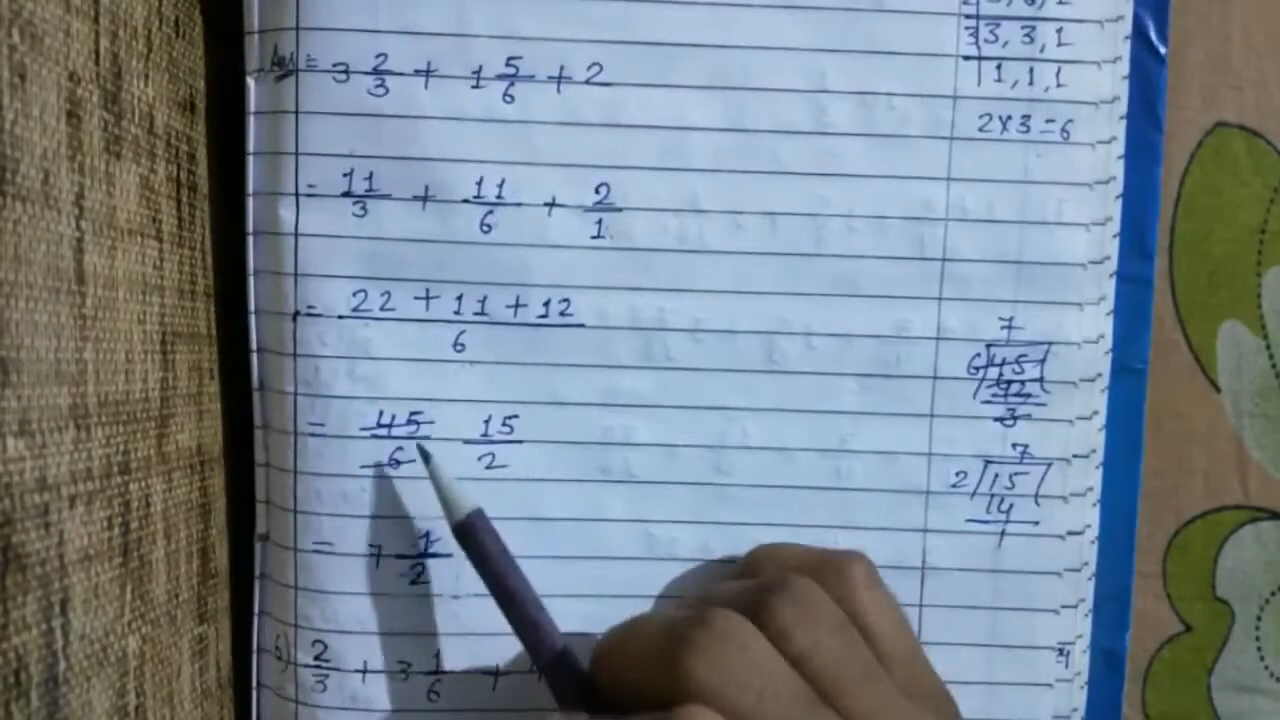 3, 3, 1
3
1, 1, 1
2×3=6
Ans = 3 2/3 + 1 5/6 + 2
= 11/3 + 11/6 + 2/1
= 22 + 11 + 12 / 6
= 45/6 15/2
= 7 1/2
7
6 45
42
3
7
2 15
14
1
2/3 + 3 1/6 +